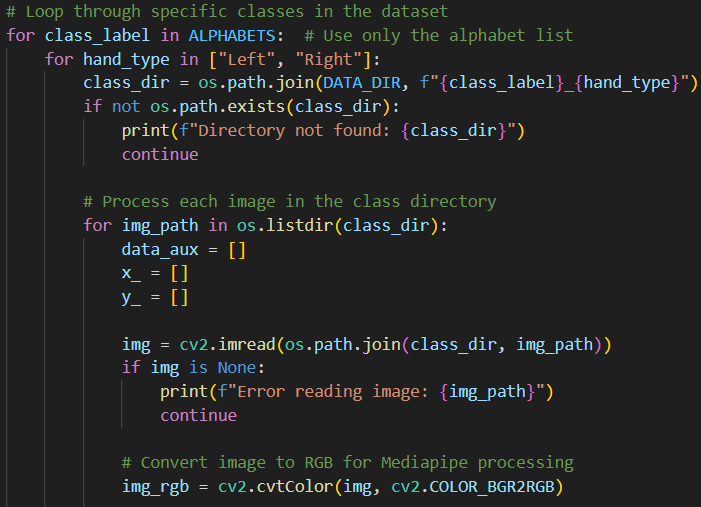 # Loop through specific classes in the dataset
for class_label in ALPHABETS:  # Use only the alphabet list
    for hand_type in ["Left", "Right"]:
        class_dir = os.path.join(DATA_DIR, f"{class_label}_{hand_type}")
        if not os.path.exists(class_dir):
            print(f"Directory not found: {class_dir}")
            continue

        # Process each image in the class directory
        for img_path in os.listdir(class_dir):
            data_aux = []
            x_ = []
            y_ = []

            img = cv2.imread(os.path.join(class_dir, img_path))
            if img is None:
                print(f"Error reading image: {img_path}")
                continue

            # Convert image to RGB for Mediapipe processing
            img_rgb = cv2.cvtColor(img, cv2.COLOR_BGR2RGB)